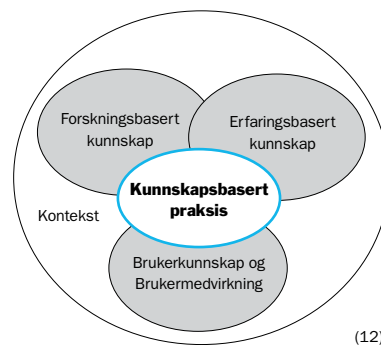 Forskningsbasert
kunnskap
Erfaringsbasert
kunnskap
Kunnskapsbasert
praksis
Kontekst
Brukerkunnskap og
Brukermedvirkning
(12)